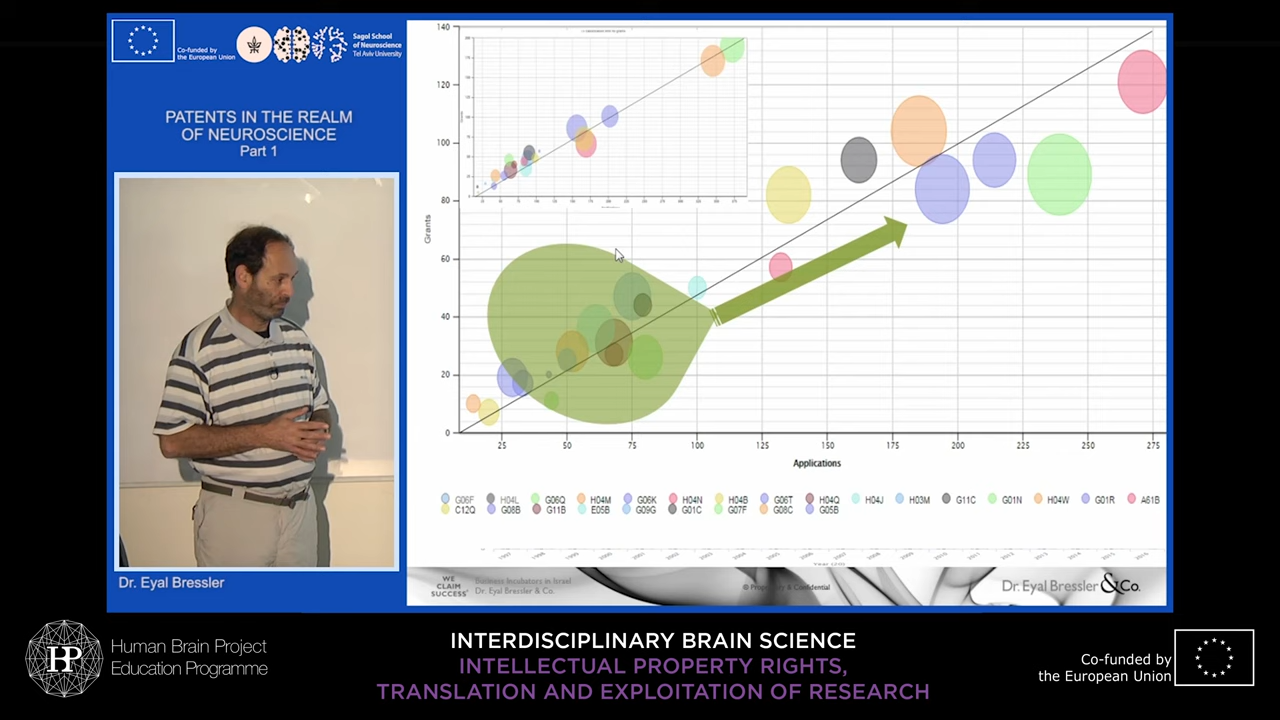 Co-funded by
the European Union
Sagol School
of Neuroscience
Tel Aviv University
PATENTS IN THE REALM
OF NEUROSCIENCE
Part 1
Dr. Eyal Bressler
140
120
100
80
60
40
20
0
Grants
25 50 75 100 125 150 175 200 225 250 275
Applications
G06F H04L G06Q H04M G06K H04N H04B G06T H04Q H04J H03M G11C G01N H04W G01R A61B
C12Q G08B G11B E05B G09G G01C G07F G08C G05B
WE
CLAIM
SUCCESS
Business Incubators in Israel
Dr. Eyal Bressler & Co.
© Proprietary & Confidential
Dr. Eyal Bressler & Co.
Human Brain Project
Education Programme
INTERDISCIPLINARY BRAIN SCIENCE
INTELLECTUAL PROPERTY RIGHTS,
TRANSLATION AND EXPLOITATION OF RESEARCH
Co-funded by
the European Union